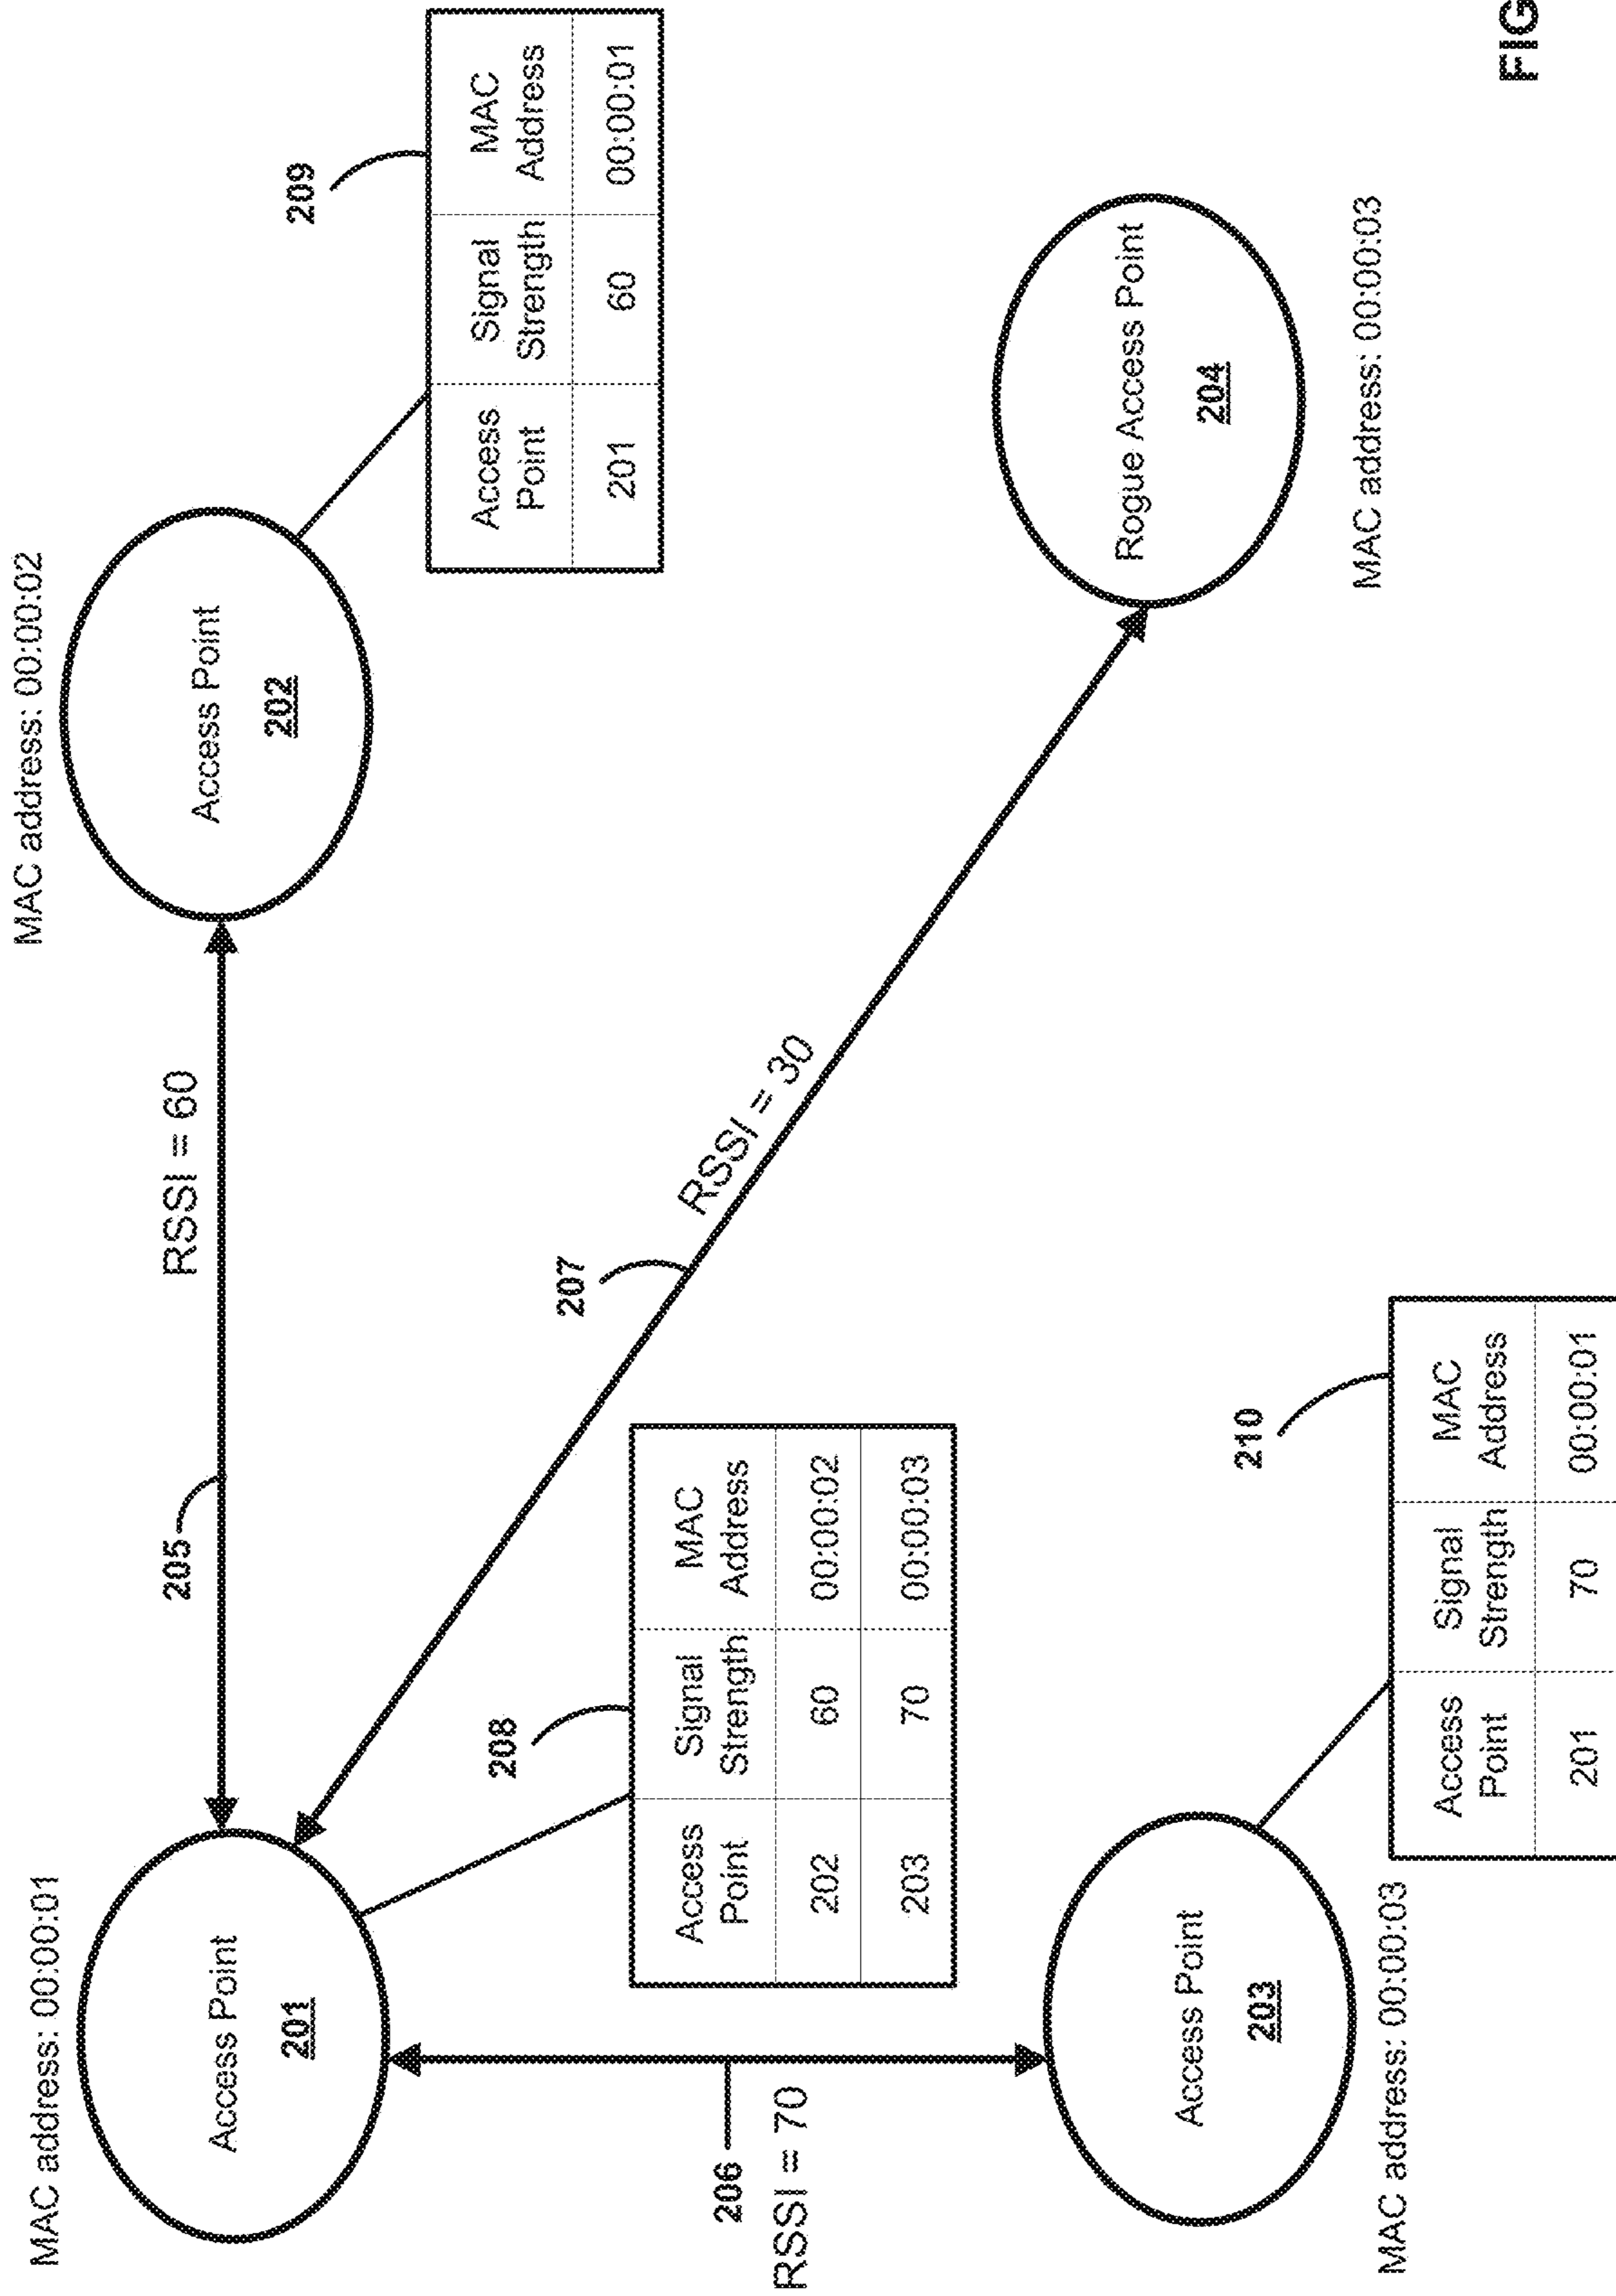 MAC address: 00:00:01
Access Point
201
205
RSSI = 60
MAC address: 00:00:02
Access Point
202
209
Access Point | Signal Strength | MAC Address
201 | 60 | 00:00:01
206
RSSI = 70
208
Access Point | Signal Strength | MAC Address
202 | 60 | 00:00:02
203 | 70 | 00:00:03
207
RSSI = 30
Access Point
203
MAC address: 00:00:03
210
Access Point | Signal Strength | MAC Address
201 | 70 | 00:00:01
Rogue Access Point
204
MAC address: 00:00:03
FIG